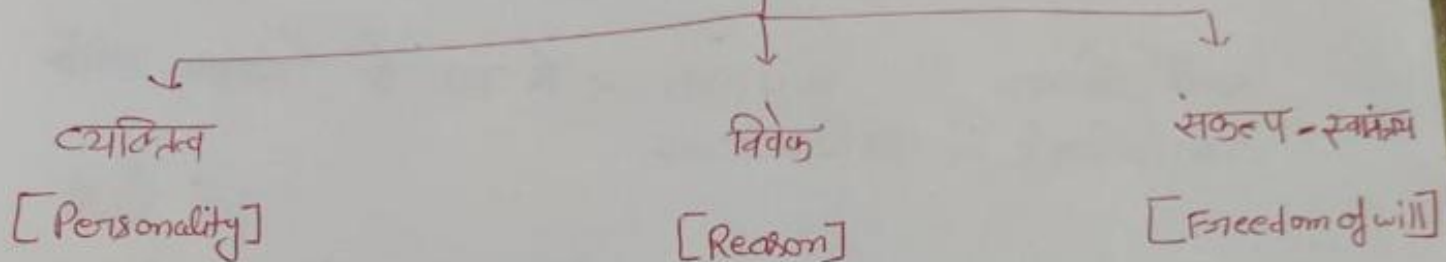 व्यक्तित्व विवेक संकल्प - स्वातंत्र्य
[Personality] [Reason] [Freedom of will]